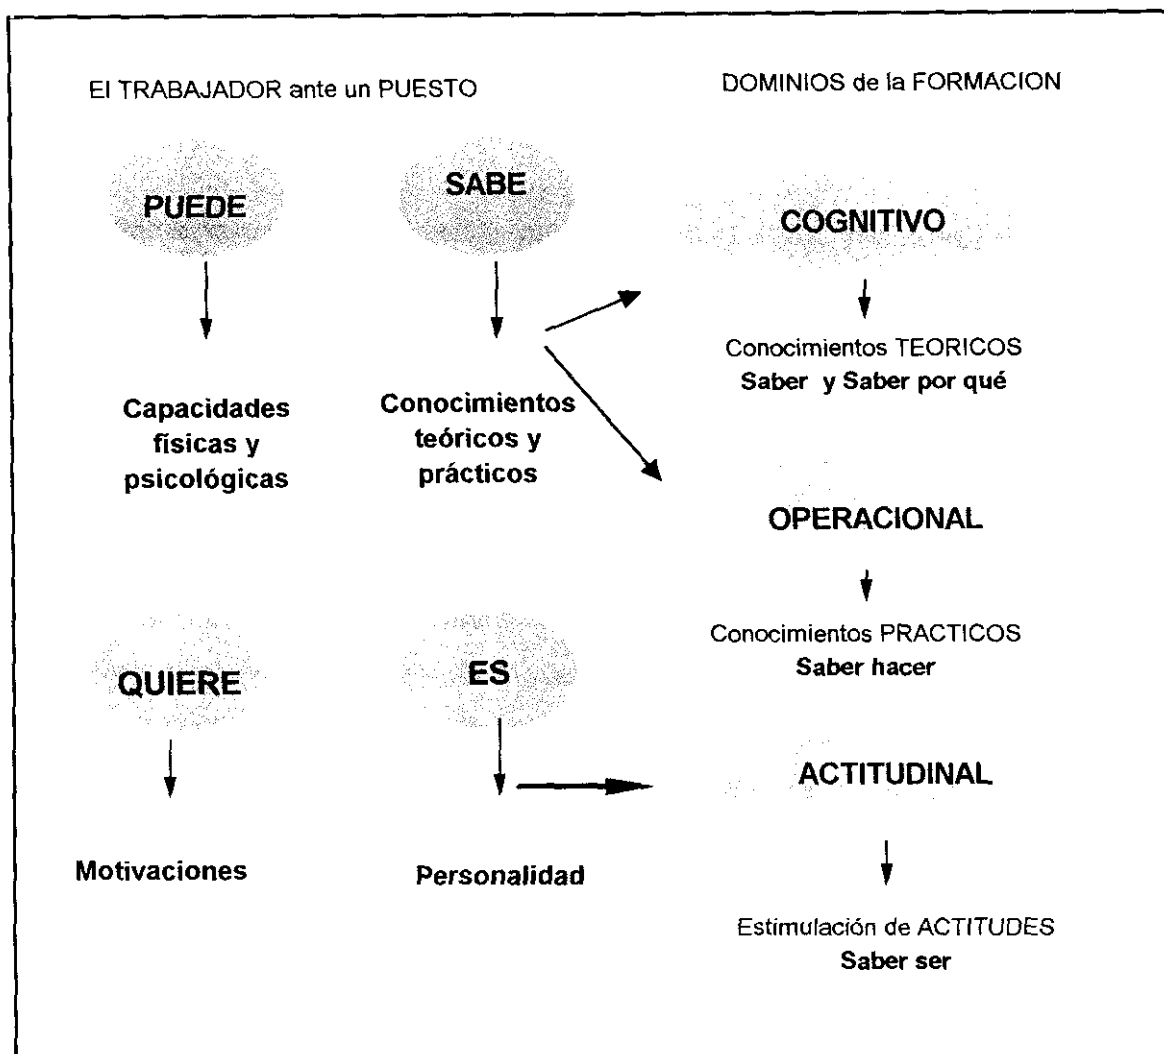 El TRABAJADOR ante un PUESTO
DOMINIOS de la FORMACION
PUEDE
SABE
COGNITIVO
Capacidades
físicas y
psicológicas
Conocimientos
teóricos y
prácticos
Conocimientos TEORICOS
Saber y Saber por qué
OPERACIONAL
Conocimientos PRACTICOS
Saber hacer
QUIERE
ES
ACTITUDINAL
Motivaciones
Personalidad
Estimulación de ACTITUDES
Saber ser